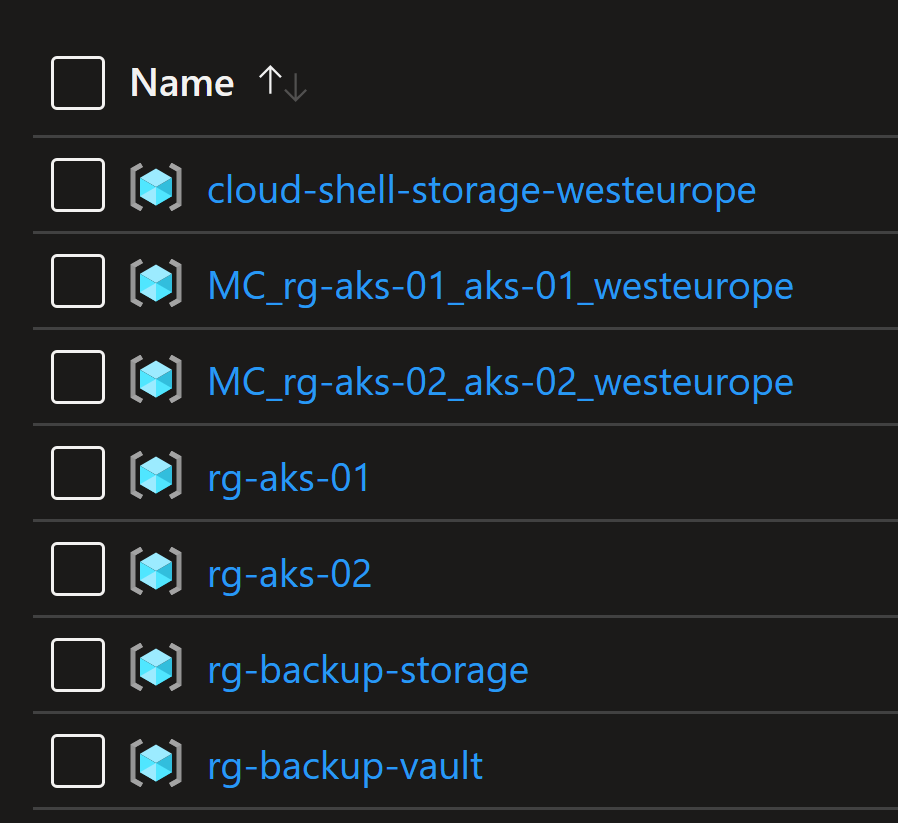 Name
cloud-shell-storage-westeurope
MC_rg-aks-01_aks-01_westeurope
MC_rg-aks-02_aks-02_westeurope
rg-aks-01
rg-aks-02
rg-backup-storage
rg-backup-vault